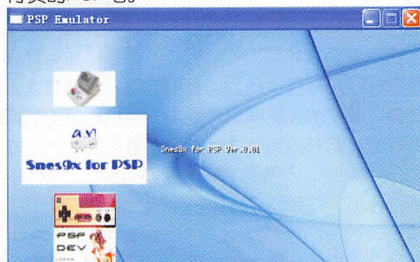 PSP Emulator
a.n
Snes9x for PSP
Snes9x for PSP Ver.0.01
PSP
DEV